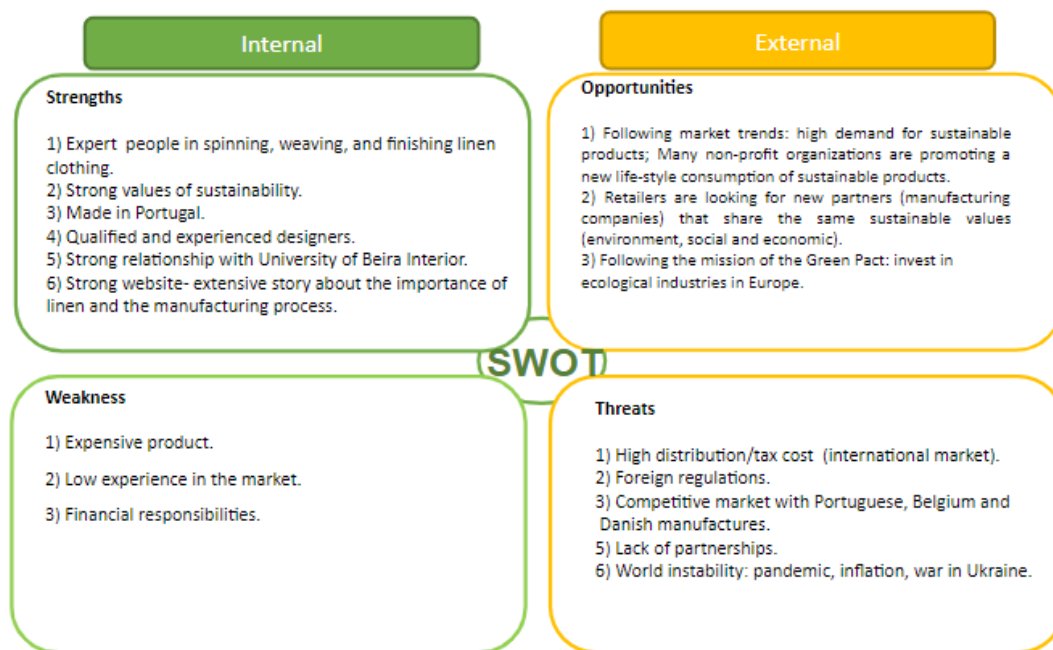 Internal
External
Strengths
1) Expert people in spinning, weaving, and finishing linen
clothing.
2) Strong values of sustainability.
3) Made in Portugal.
4) Qualified and experienced designers.
5) Strong relationship with University of Beira Interior.
6) Strong website- extensive story about the importance of
linen and the manufacturing process.
Opportunities
1) Following market trends: high demand for sustainable
products; Many non-profit organizations are promoting a
new life-style consumption of sustainable products.
2) Retailers are looking for new partners (manufacturing
companies) that share the same sustainable values
(environment, social and economic).
3) Following the mission of the Green Pact: invest in
ecological industries in Europe.
SWOT
Weakness
1) Expensive product.
2) Low experience in the market.
3) Financial responsibilities.
Threats
1) High distribution/tax cost (international market).
2) Foreign regulations.
3) Competitive market with Portuguese, Belgium and
Danish manufactures.
5) Lack of partnerships.
6) World instability: pandemic, inflation, war in Ukraine.